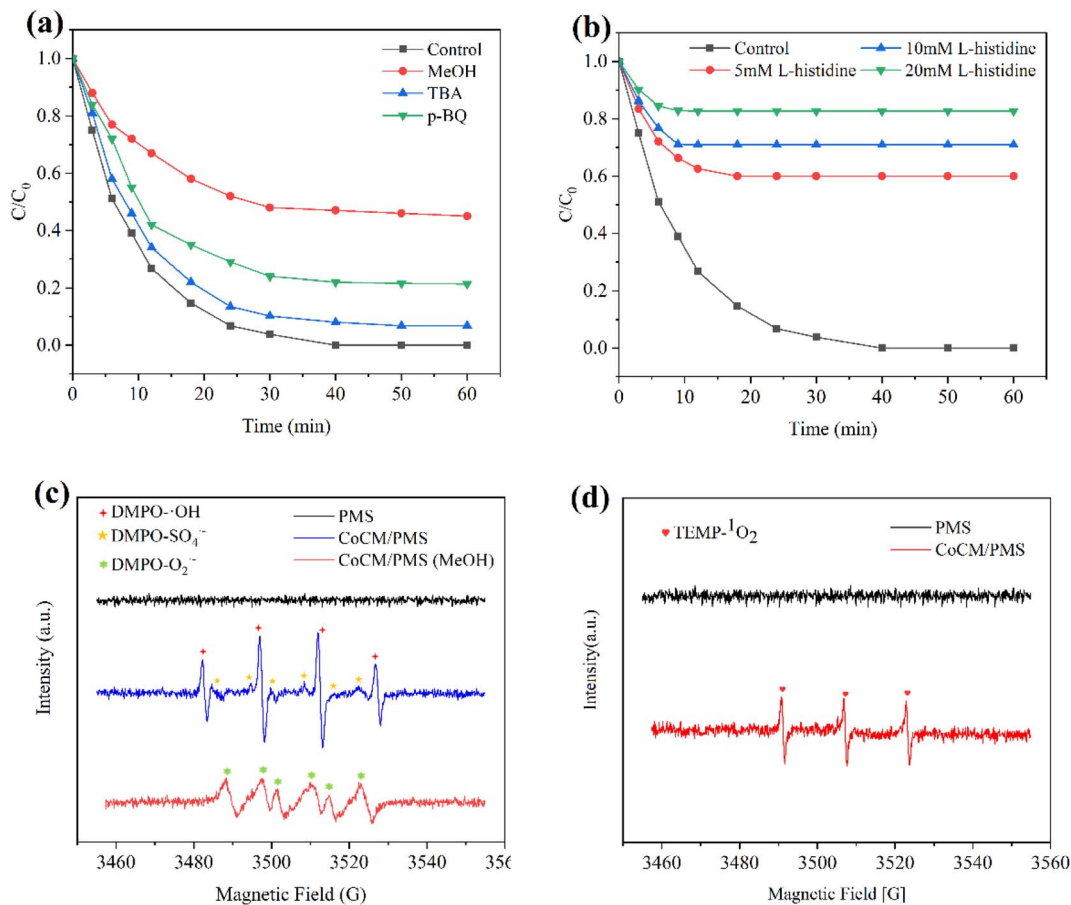 (a)
Control
MeOH
TBA
p-BQ
1.0
0.8
0.6
0.4
0.2
0.0
C/C₀
0 10 20 30 40 50 60
Time (min)
(b)
Control 10mM L-histidine
5mM L-histidine 20mM L-histidine
1.0
0.8
0.6
0.4
0.2
0.0
C/C₀
0 10 20 30 40 50 60
Time (min)
(c)
DMPO-·OH PMS
DMPO-SO₄·⁻ CoCM/PMS
DMPO-O₂·⁻ CoCM/PMS (MeOH)
Intensity (a.u.)
3460 3480 3500 3520 3540 356
Magnetic Field (G)
(d)
TEMP-¹O₂ PMS
CoCM/PMS
Intensity(a.u.)
3460 3480 3500 3520 3540 3560
Magnetic Field [G]